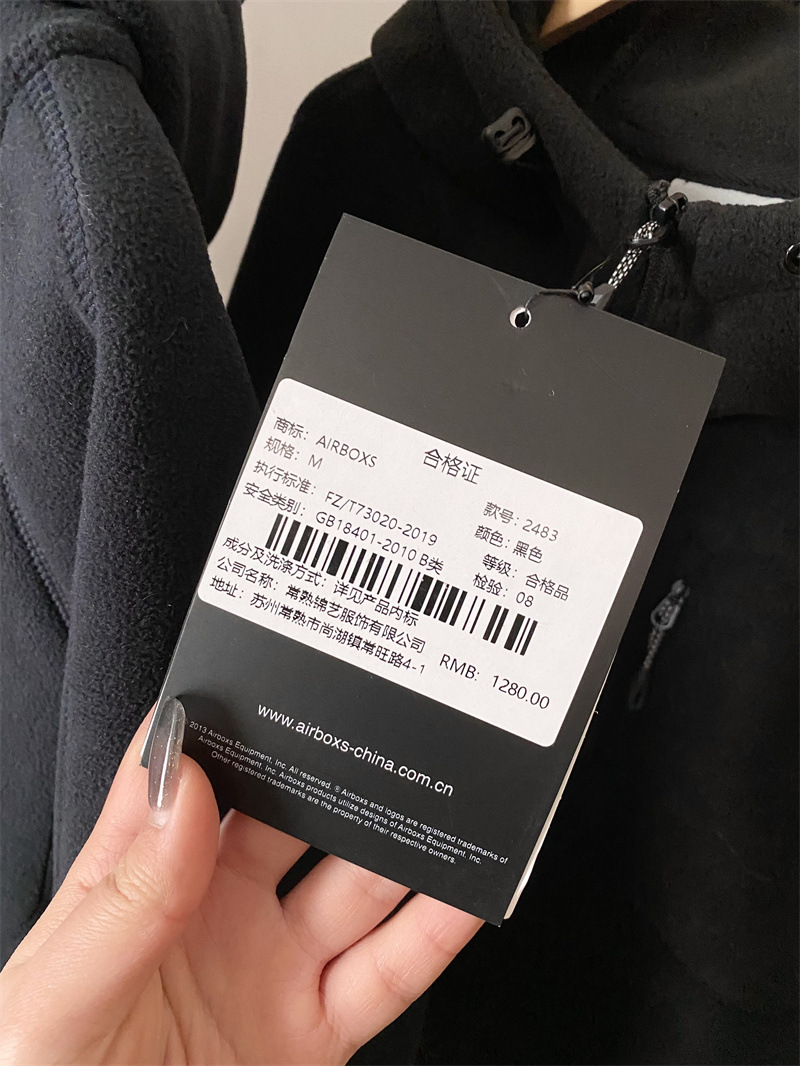 合格证
商标: AIRBOXS
款号: 2483
规格: M
颜色: 黑色
执行标准: FZ/T73020-2019
等级: 合格品
安全类别: GB18401-2010 B类
检验: 08
成分及洗涤方式: 详见产品内标
公司名称: 常熟锦艺服饰有限公司
地址: 苏州常熟市尚湖镇常旺路4-1
RMB: 1280.00
www.airboxs-china.com.cn
2013 Airboxs Equipment, Inc. All reserved. ® Airboxs and logos are registered trademarks of
Airboxs Equipment, Inc. Airboxs products utilize designs of Airboxs Equipment, Inc.
Other registered trademarks are the property of their respective owners.